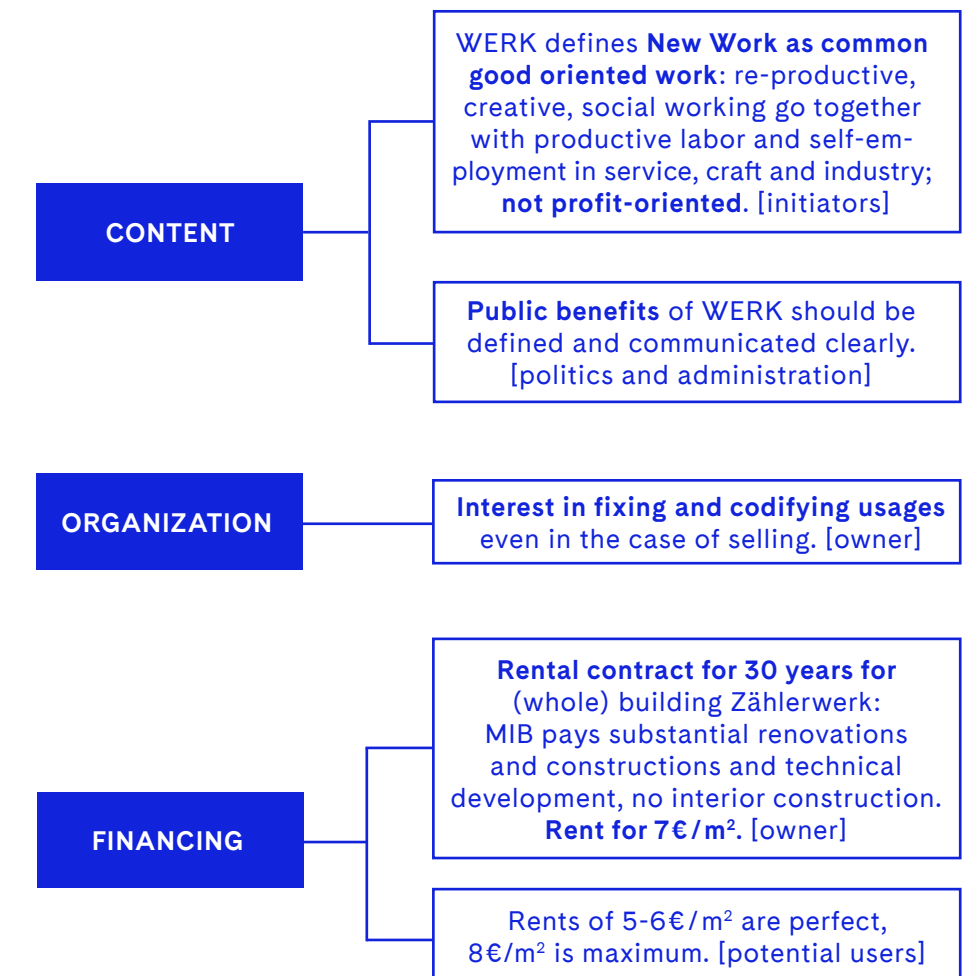 CONTENT
WERK defines New Work as common
good oriented work: re-productive,
creative, social working go together
with productive labor and self-em-
ployment in service, craft and industry;
not profit-oriented. [initiators]
Public benefits of WERK should be
defined and communicated clearly.
[politics and administration]
ORGANIZATION
Interest in fixing and codifying usages
even in the case of selling. [owner]
FINANCING
Rental contract for 30 years for
(whole) building Zählerwerk:
MIB pays substantial renovations
and constructions and technical
development, no interior construction.
Rent for 7€/m². [owner]
Rents of 5-6€/m² are perfect,
8€/m² is maximum. [potential users]